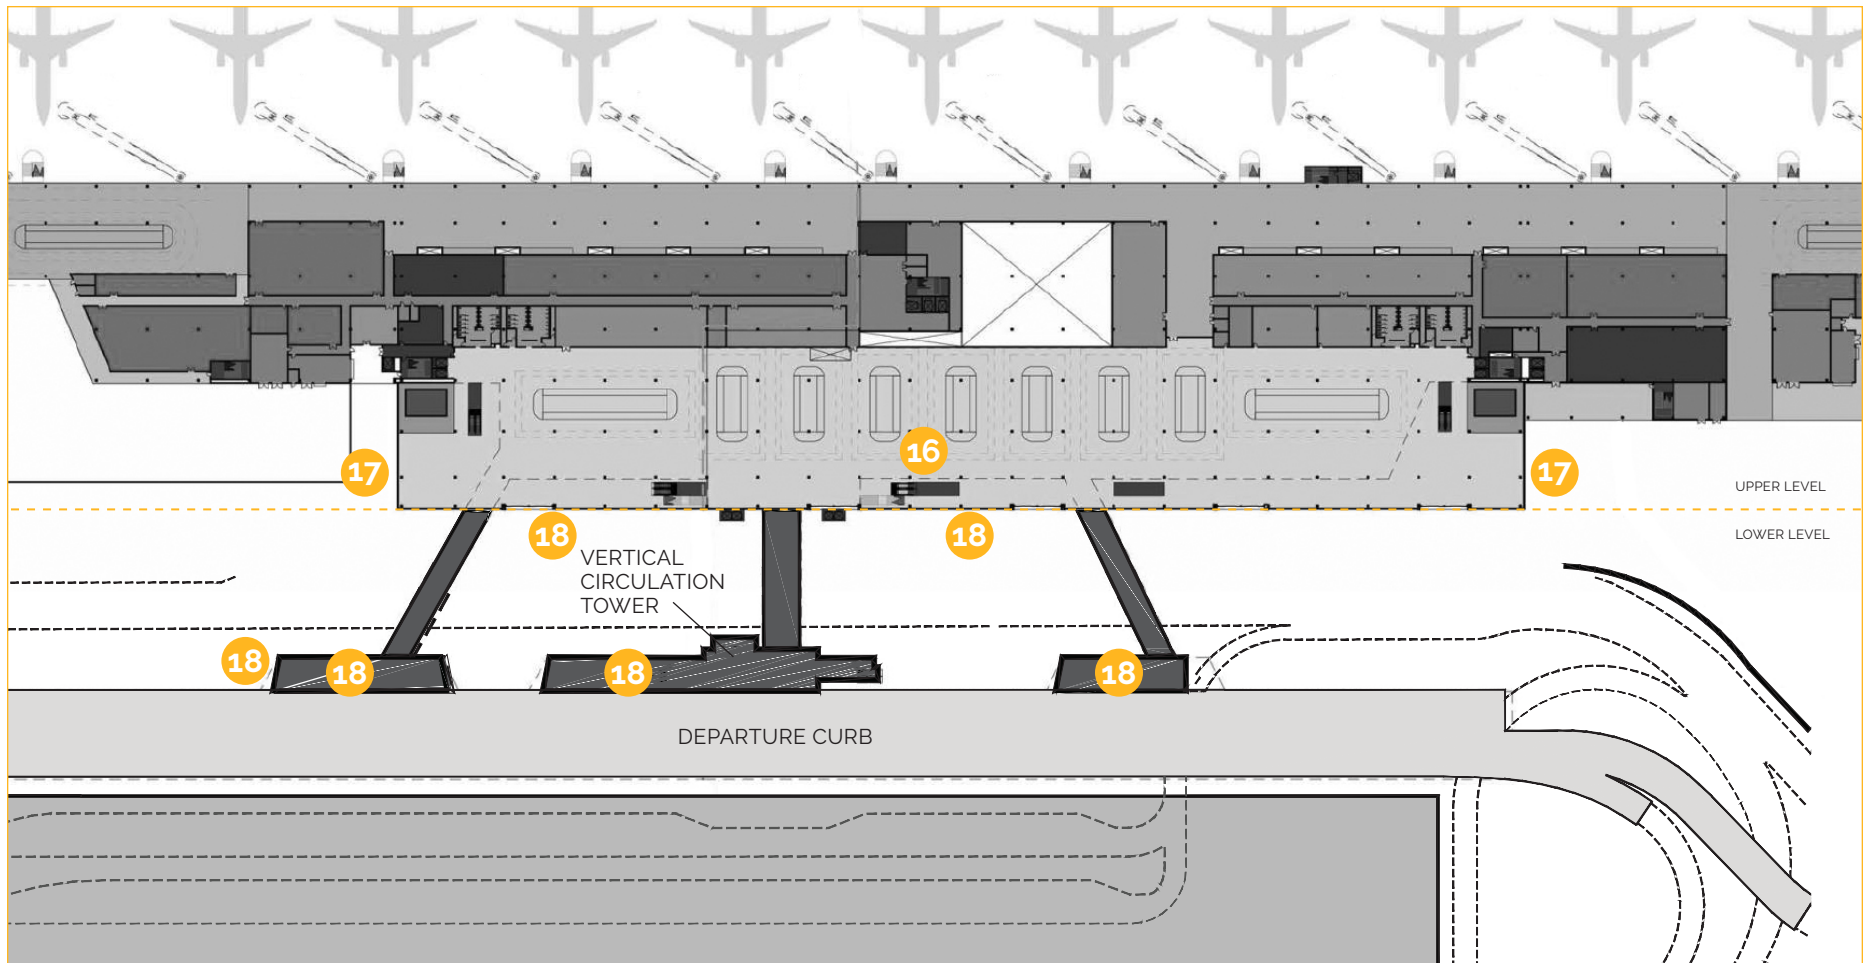 16
17
17
UPPER LEVEL
18
18
LOWER LEVEL
VERTICAL
CIRCULATION
TOWER
18
18
18
18
DEPARTURE CURB